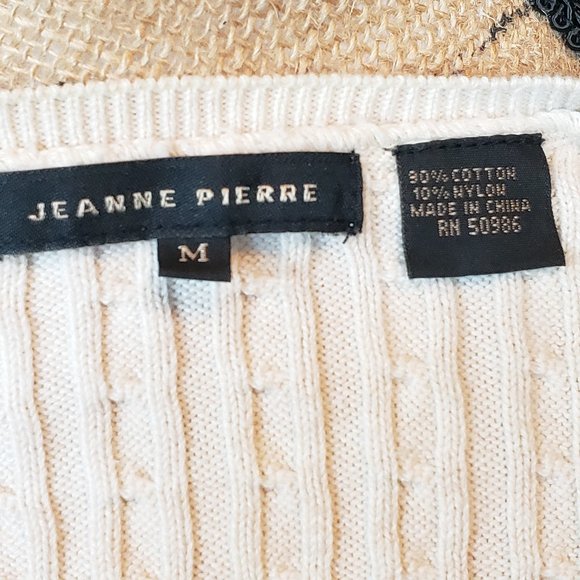 JEANNE PIERRE
M
90% COTTON
10% NYLON
MADE IN CHINA
RN 50986